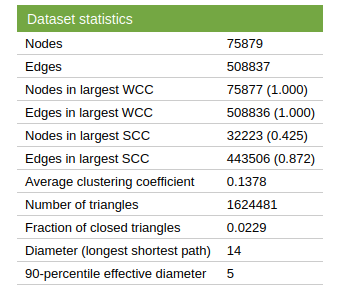 Dataset statistics
Nodes 75879
Edges 508837
Nodes in largest WCC 75877 (1.000)
Edges in largest WCC 508836 (1.000)
Nodes in largest SCC 32223 (0.425)
Edges in largest SCC 443506 (0.872)
Average clustering coefficient 0.1378
Number of triangles 1624481
Fraction of closed triangles 0.0229
Diameter (longest shortest path) 14
90-percentile effective diameter 5